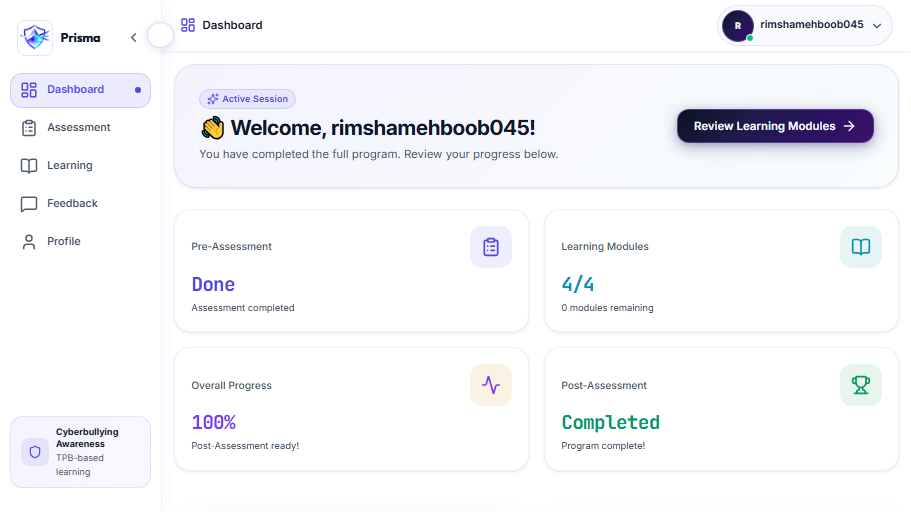 Prisma
Dashboard
Assessment
Learning
Feedback
Profile
Cyberbullying
Awareness
TPB-based
learning
Dashboard
R
rimshamehboob045
Active Session
👋 Welcome, rimshamehboob045!
You have completed the full program. Review your progress below.
Review Learning Modules →
Pre-Assessment
Done
Assessment completed
Learning Modules
4/4
0 modules remaining
Overall Progress
100%
Post-Assessment ready!
Post-Assessment
Completed
Program complete!